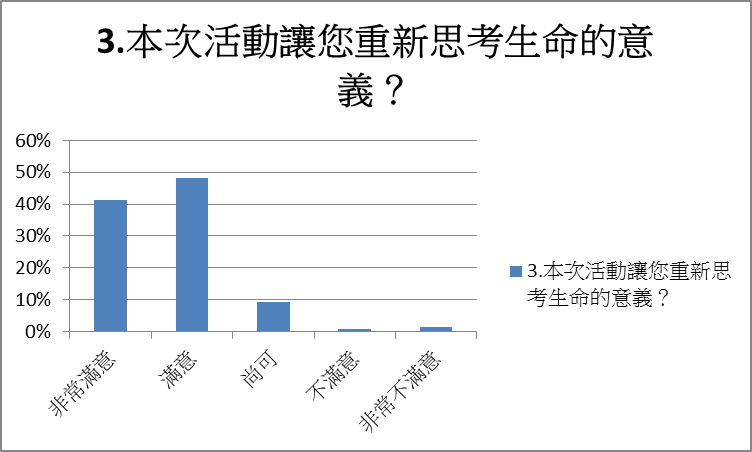 3.本次活動讓您重新思考生命的意
義？
60%
50%
40%
30%
20%
10%
0%
非常滿意
滿意
尚可
不滿意
非常不滿意
3.本次活動讓您重新思
考生命的意義？